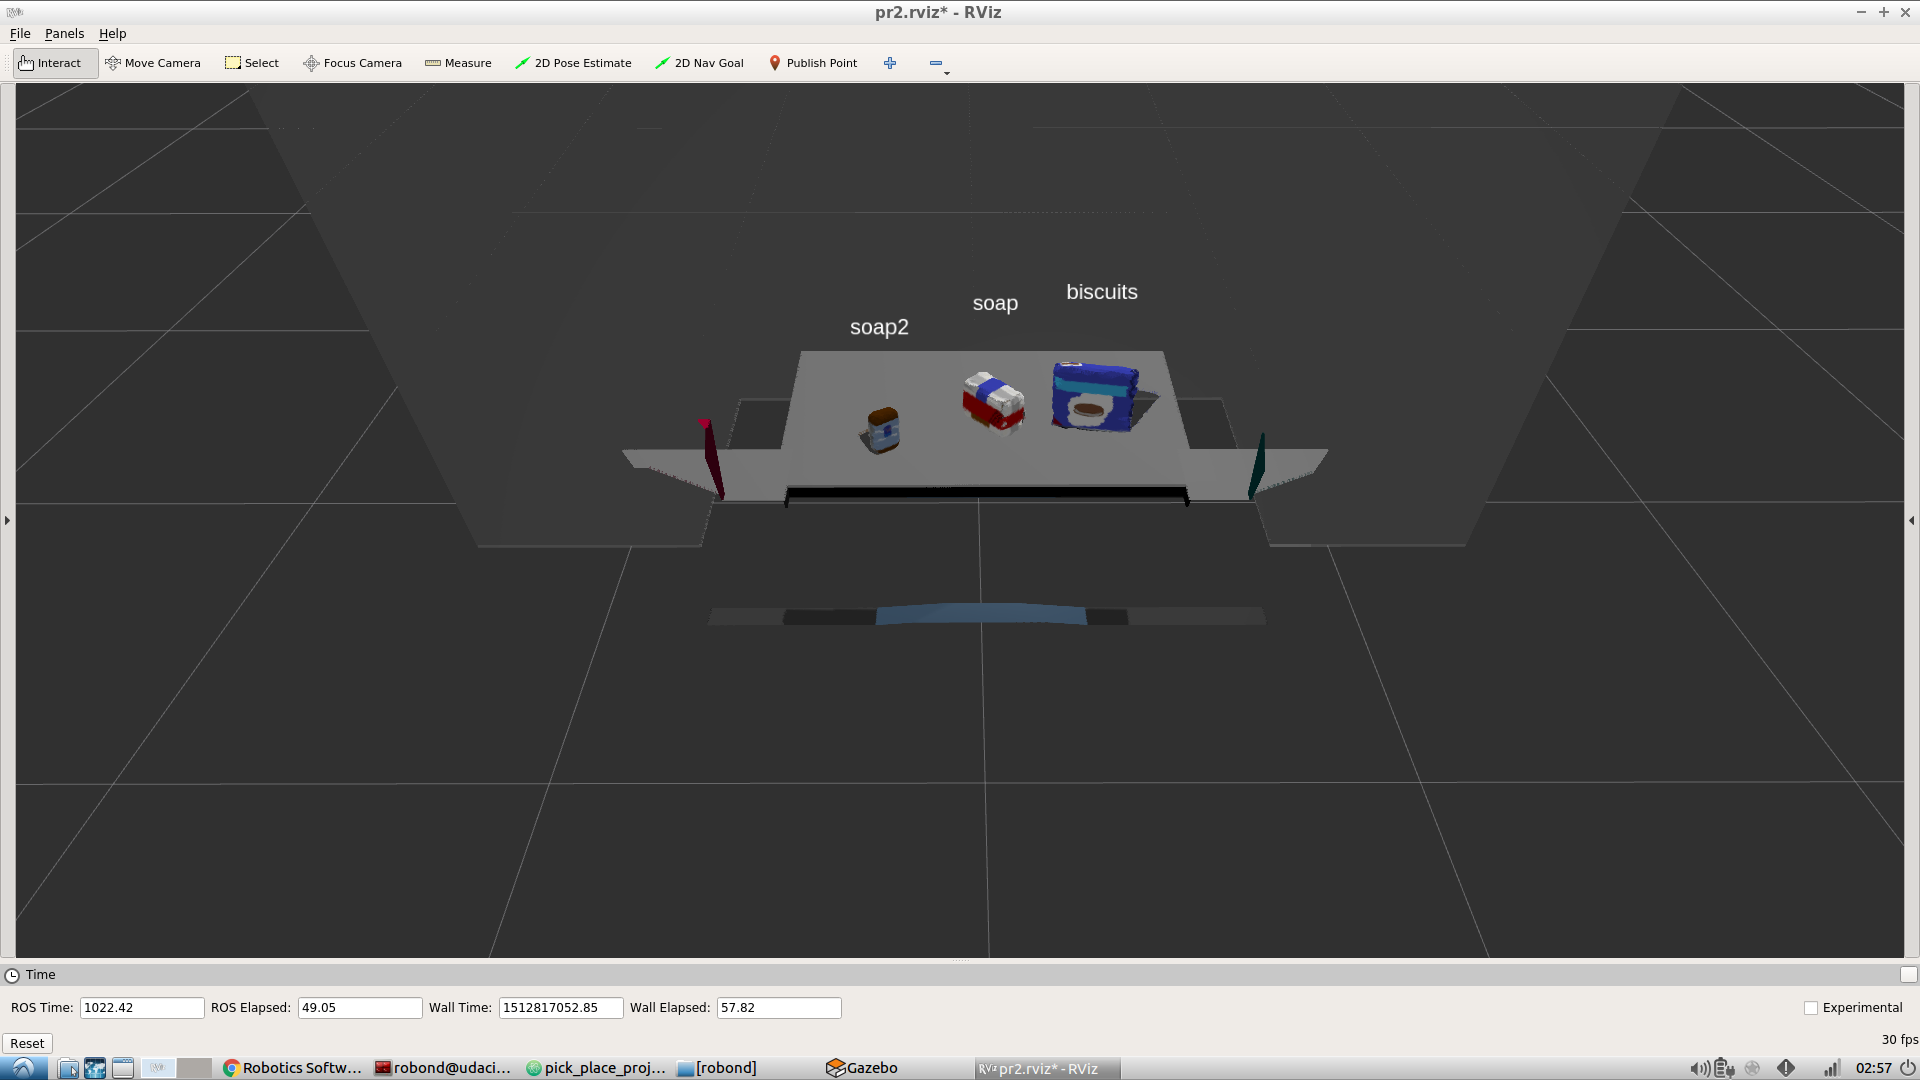 pr2.rviz* - RViz
File Panels Help
Interact Move Camera Select Focus Camera Measure 2D Pose Estimate 2D Nav Goal Publish Point
biscuits
soap
soap2
Time
ROS Time: 1022.42 ROS Elapsed: 49.05 Wall Time: 1512817052.85 Wall Elapsed: 57.82 Experimental
Reset 30 fps
Robotics Softw... robond@udaci... pick_place_proj... [robond] Gazebo pr2.rviz* - RViz 02:57